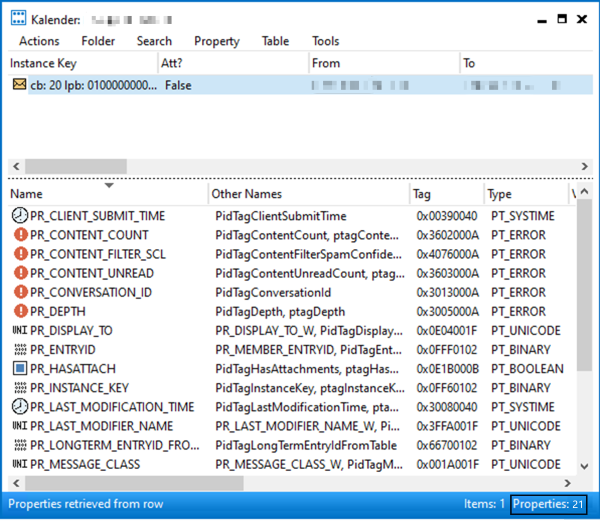 Kalender:
Actions Folder Search Property Table Tools
Instance Key Att? From To
cb: 20 lpb: 0100000000... False
Name Other Names Tag Type
PR_CLIENT_SUBMIT_TIME PidTagClientSubmitTime 0x00390040 PT_SYSTIME
PR_CONTENT_COUNT PidTagContentCount, ptagConte... 0x3602000A PT_ERROR
PR_CONTENT_FILTER_SCL PidTagContentFilterSpamConfide... 0x4076000A PT_ERROR
PR_CONTENT_UNREAD PidTagContentUnreadCount, ptag... 0x3603000A PT_ERROR
PR_CONVERSATION_ID PidTagConversationId 0x3013000A PT_ERROR
PR_DEPTH PidTagDepth, ptagDepth 0x3005000A PT_ERROR
UNI PR_DISPLAY_TO PR_DISPLAY_TO_W, PidTagDisplay... 0x0E04001F PT_UNICODE
PR_ENTRYID PR_MEMBER_ENTRYID, PidTagEnt... 0x0FFF0102 PT_BINARY
PR_HASATTACH PidTagHasAttachments, ptagHas... 0x0E1B000B PT_BOOLEAN
PR_INSTANCE_KEY PidTagInstanceKey, ptagInstanceK... 0x0FF60102 PT_BINARY
PR_LAST_MODIFICATION_TIME PidTagLastModificationTime, pta... 0x30080040 PT_SYSTIME
UNI PR_LAST_MODIFIER_NAME PR_LAST_MODIFIER_NAME_W, Pi... 0x3FFA001F PT_UNICODE
PR_LONGTERM_ENTRYID_FRO... PidTagLongTermEntryIdFromTable 0x66700102 PT_BINARY
UNI PR_MESSAGE_CLASS PR_MESSAGE_CLASS_W, PidTagM... 0x001A001F PT_UNICODE
Properties retrieved from row Items: 1 Properties: 21